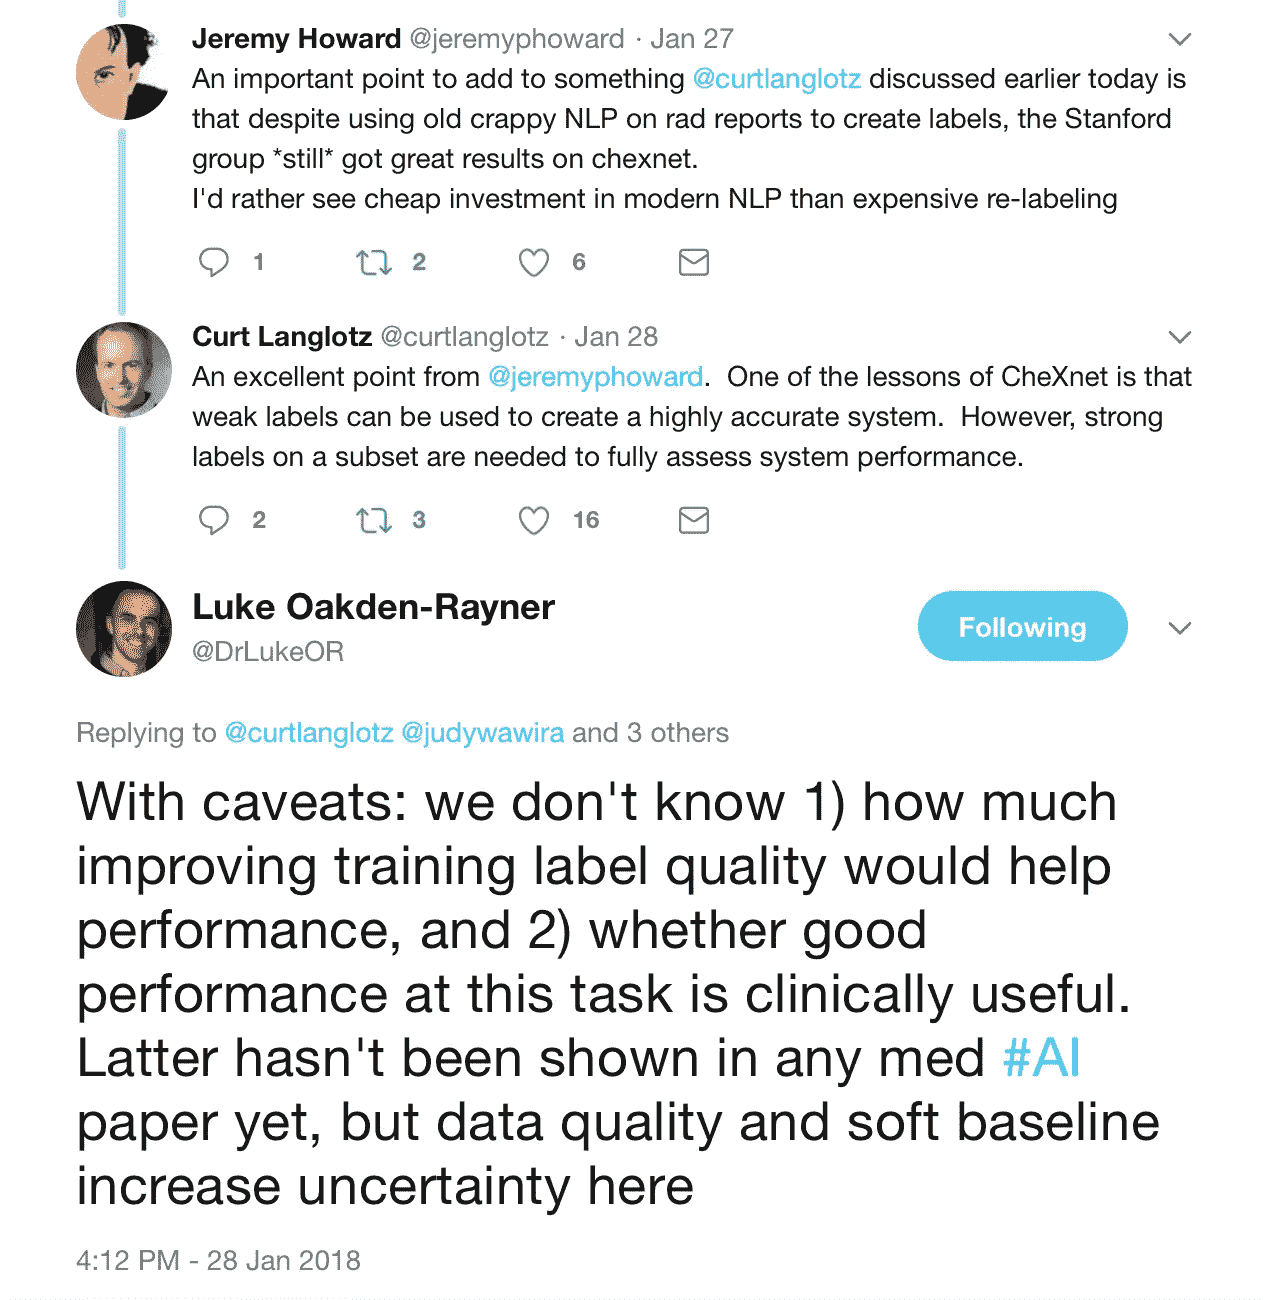 Jeremy Howard @jeremyphoward · Jan 27
An important point to add to something @curtlanglotz discussed earlier today is
that despite using old crappy NLP on rad reports to create labels, the Stanford
group *still* got great results on chexnet.
I'd rather see cheap investment in modern NLP than expensive re-labeling
1 2 6
Curt Langlotz @curtlanglotz · Jan 28
An excellent point from @jeremyphoward. One of the lessons of CheXnet is that
weak labels can be used to create a highly accurate system. However, strong
labels on a subset are needed to fully assess system performance.
2 3 16
Luke Oakden-Rayner
@DrLukeOR
Following
Replying to @curtlanglotz @judywawira and 3 others
With caveats: we don't know 1) how much
improving training label quality would help
performance, and 2) whether good
performance at this task is clinically useful.
Latter hasn't been shown in any med #AI
paper yet, but data quality and soft baseline
increase uncertainty here
4:12 PM - 28 Jan 2018